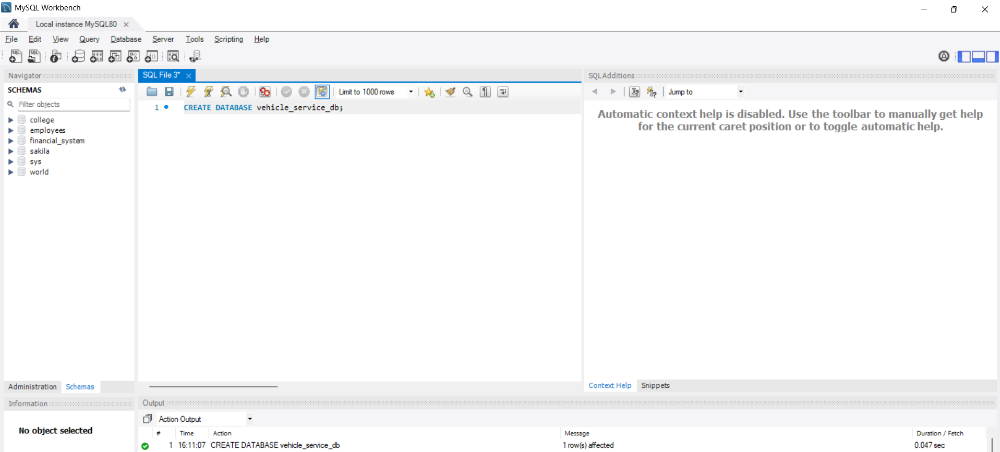 MySQL Workbench
Local instance MySQL80
File Edit View Query Database Server Tools Scripting Help
Navigator
SCHEMAS
Filter objects
college
employees
financial_system
sakila
sys
world
Administration Schemas
Information
No object selected
SQL File 3*
Limit to 1000 rows
1 CREATE DATABASE vehicle_service_db;
SQLAdditions
Jump to
Automatic context help is disabled. Use the toolbar to manually get help
for the current caret position or to toggle automatic help.
Context Help Snippets
Output
Action Output
# Time Action Message Duration / Fetch
1 16:11:07 CREATE DATABASE vehicle_service_db 1 row(s) affected 0.047 sec